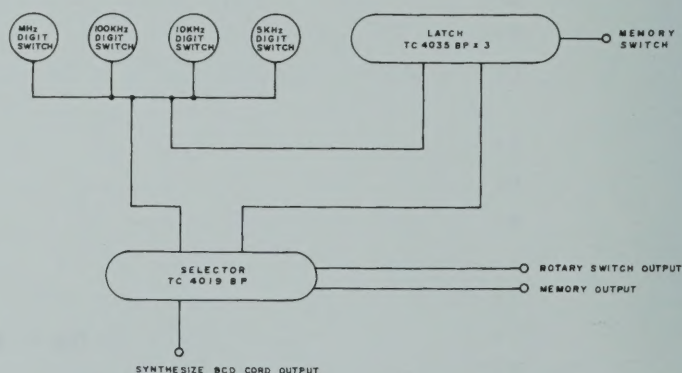 MHz
DIGIT
SWITCH
100KHz
DIGIT
SWITCH
10KHz
DIGIT
SWITCH
5KHz
DIGIT
SWITCH
LATCH
TC 4035 BP x 3
MEMORY
SWITCH
SELECTOR
TC 4019 BP
ROTARY SWITCH OUTPUT
MEMORY OUTPUT
SYNTHESIZE BCD CORD OUTPUT